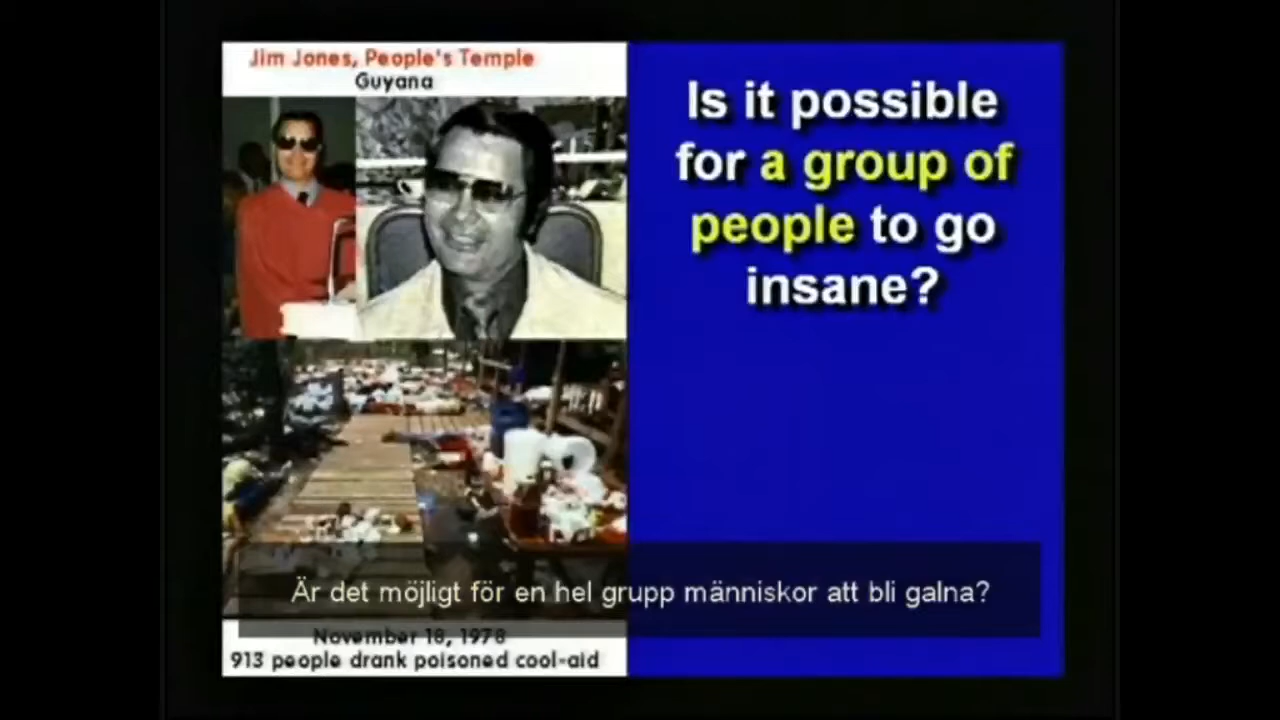 Jim Jones, People's Temple
Guyana
Is it possible
for a group of
people to go
insane?
Är det möjligt för en hel grupp människor att bli galna?
November 18, 1978
913 people drank poisoned cool-aid